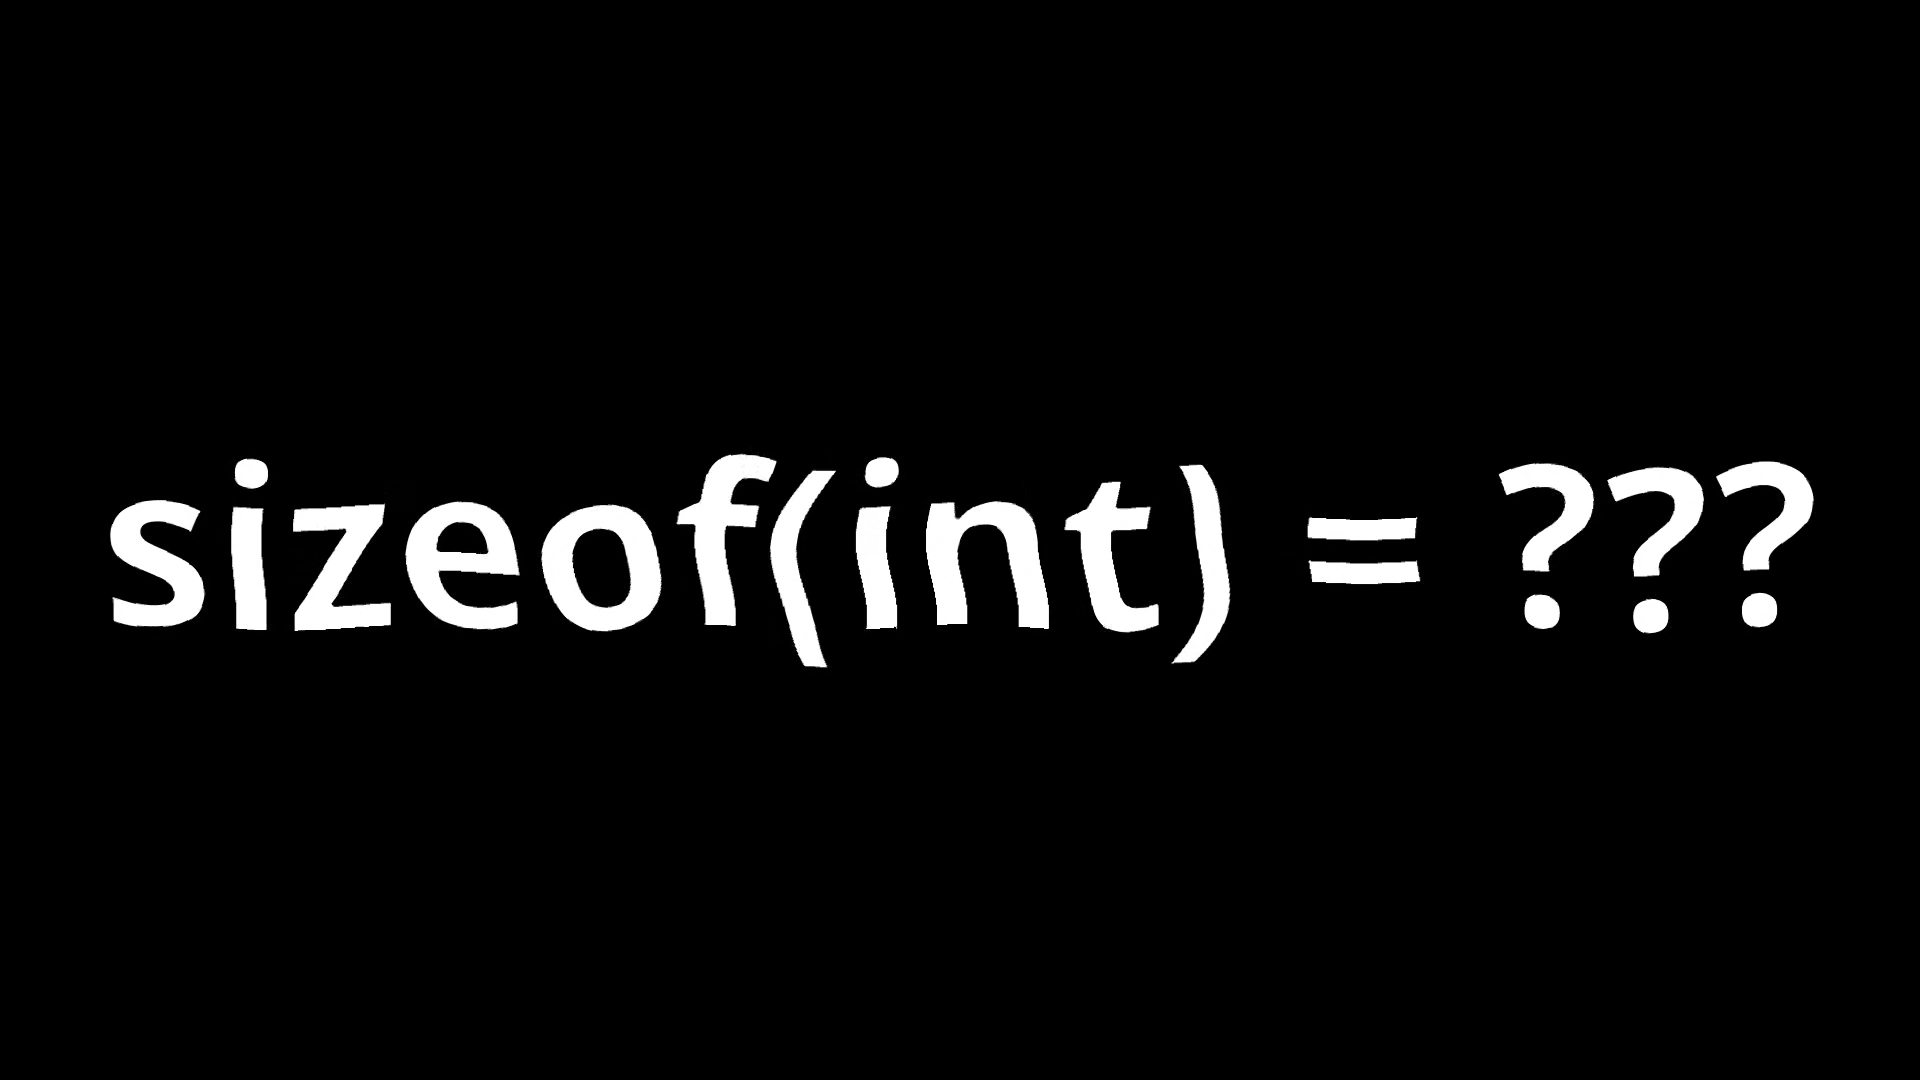 sizeof(int) = ???